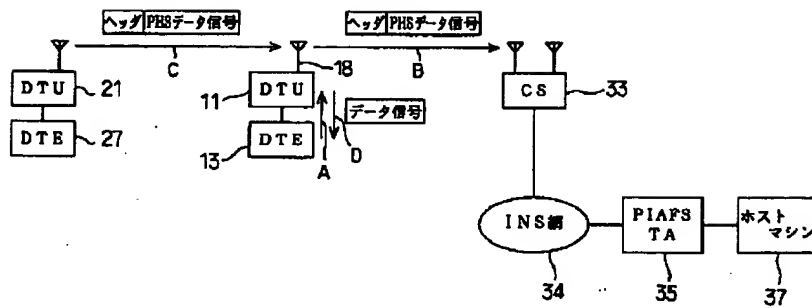 ヘッダ PHSデータ信号
C
ヘッダ PHSデータ信号
B
18
DTU
21
DTE
27
11
DTU
13
DTE
A
D
データ信号
CS
33
INS網
34
PIAFS
TA
35
ホスト
マシン
37